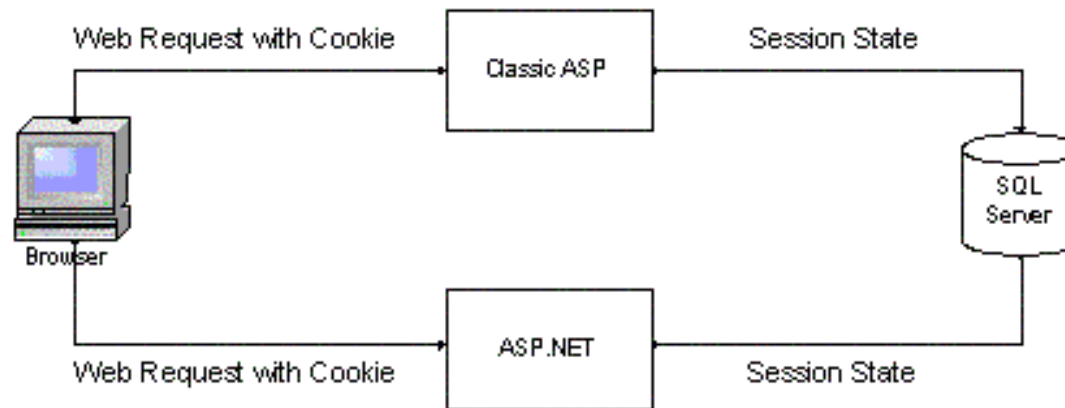 Web Request with Cookie
Session State
Classic ASP
SQL
Server
Browser
ASP.NET
Web Request with Cookie
Session State